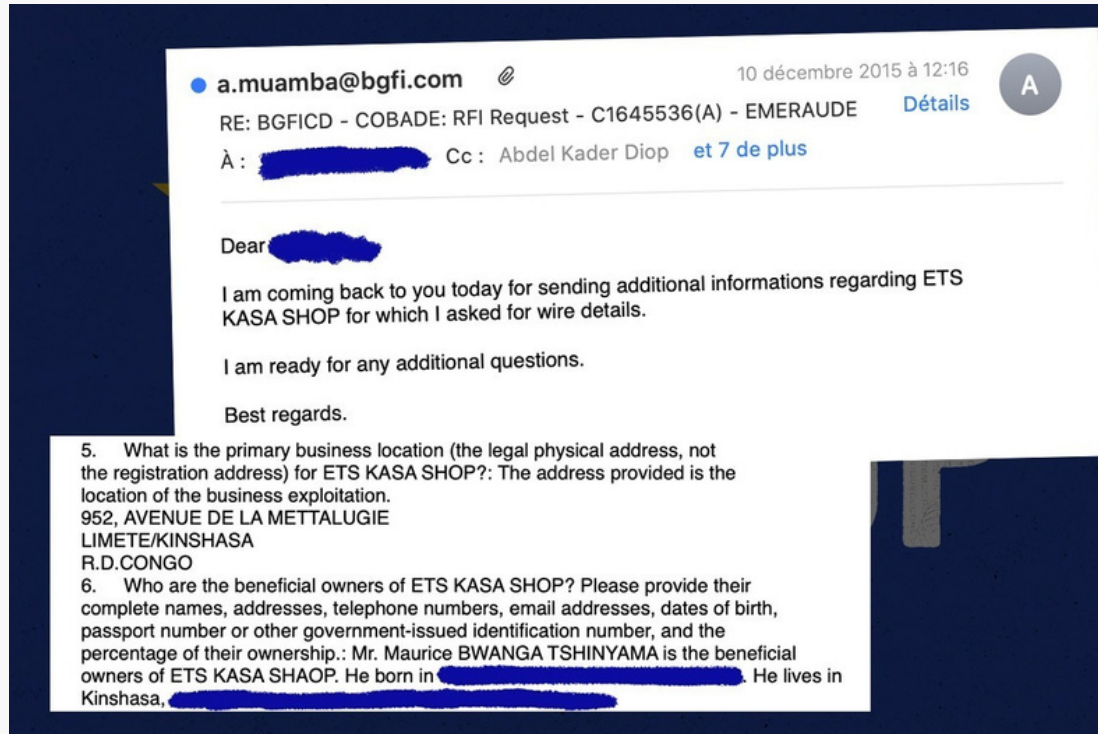 a.muamba@bgfi.com
10 décembre 2015 à 12:16
A
RE: BGFICD - COBADE: RFI Request - C1645536(A) - EMERAUDE
Détails
À : Cc : Abdel Kader Diop et 7 de plus
Dear
I am coming back to you today for sending additional informations regarding ETS
KASA SHOP for which I asked for wire details.
I am ready for any additional questions.
Best regards.
5. What is the primary business location (the legal physical address, not
the registration address) for ETS KASA SHOP?: The address provided is the
location of the business exploitation.
952, AVENUE DE LA METTALUGIE
LIMETE/KINSHASA
R.D.CONGO
6. Who are the beneficial owners of ETS KASA SHOP? Please provide their
complete names, addresses, telephone numbers, email addresses, dates of birth,
passport number or other government-issued identification number, and the
percentage of their ownership.: Mr. Maurice BWANGA TSHINYAMA is the beneficial
owners of ETS KASA SHAOP. He born in . He lives in
Kinshasa,